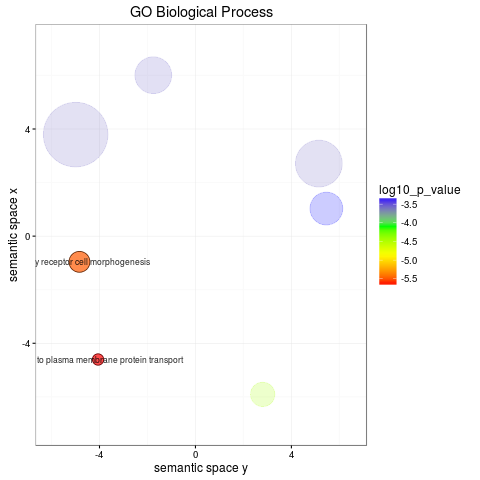 GO Biological Process
semantic space x
4
0
-4
y receptor cell morphogenesis
to plasma membrane protein transport
-4
0
4
semantic space y
log10_p_value
-3.5
-4.0
-4.5
-5.0
-5.5